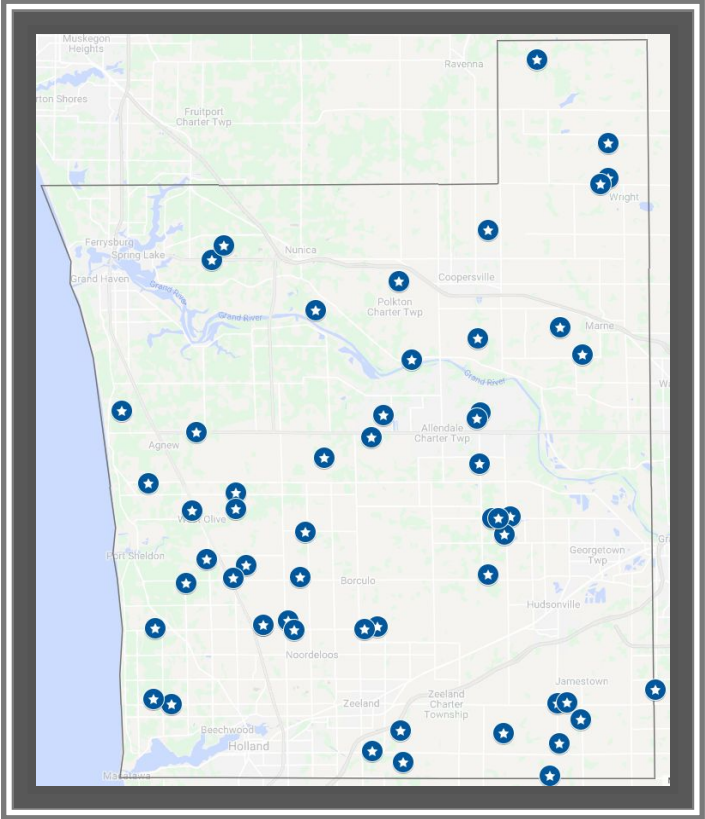 Muskegon
Heights
Ravenna
rton Shores
Fruitport
Charter Twp
Wright
Ferrysburg
Spring Lake
Nunica
Grand Haven
Grand River
Coopersville
Polkton
Charter Twp
Grand River
Marne
Grand River
Allendale
Charter Twp
Agnew
West Olive
Port Sheldon
Georgetown
Twp
Borculo
Hudsonville
Noordeloos
Jamestown
Zeeland
Zeeland
Charter
Township
Beechwood
Holland
Macatawa